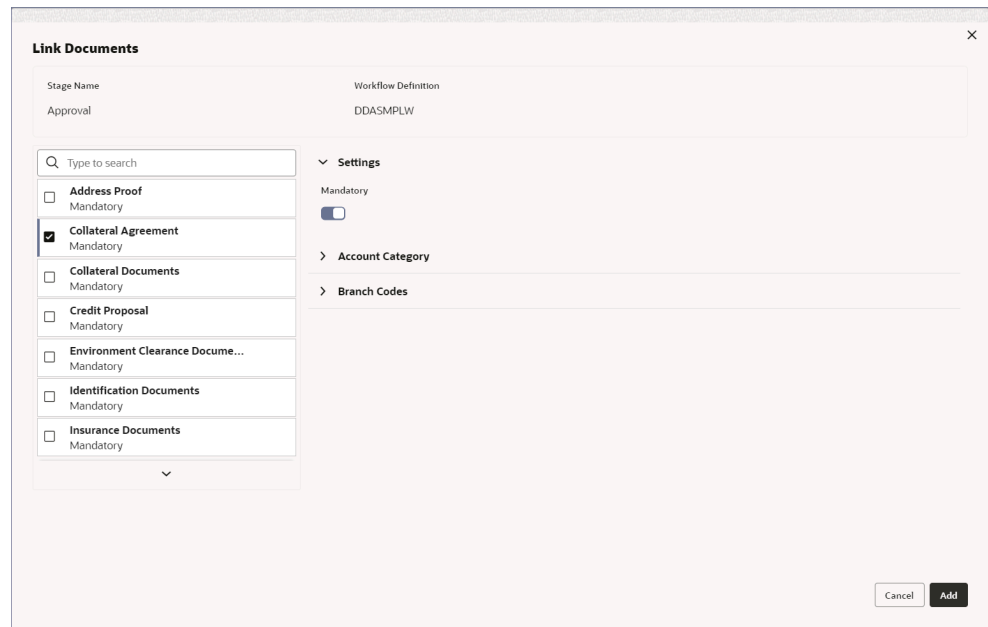 Link Documents
Stage Name
Workflow Definition
Approval
DDASMPLW
Type to search
Address Proof
Mandatory
Collateral Agreement
Mandatory
Collateral Documents
Mandatory
Credit Proposal
Mandatory
Environment Clearance Docume...
Mandatory
Identification Documents
Mandatory
Insurance Documents
Mandatory
Settings
Mandatory
Account Category
Branch Codes
Cancel
Add